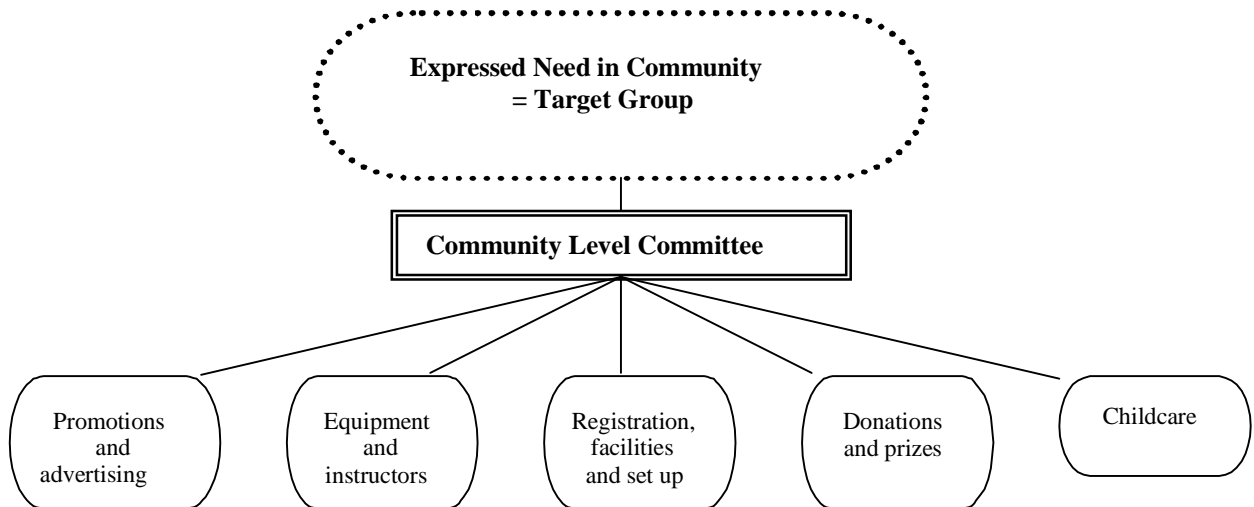 Expressed Need in Community
= Target Group
Community Level Committee
Promotions
and
advertising
Equipment
and
instructors
Registration,
facilities
and set up
Donations
and prizes
Childcare